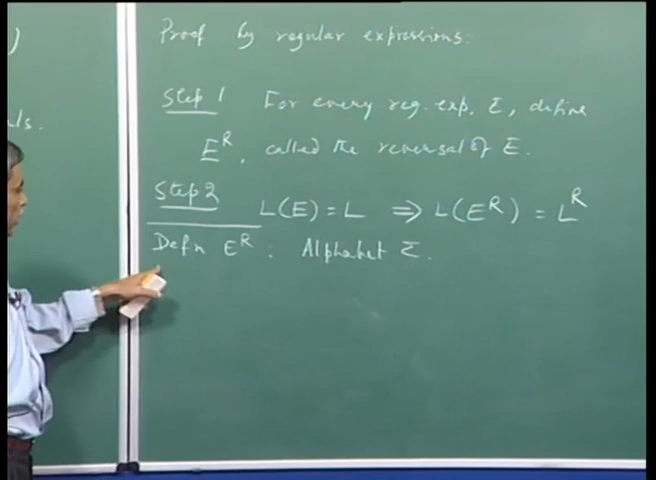 )
ls.
Proof by regular expressions:
Step 1 For every reg. exp. E, define
E^R, called the reversal of E.
Step 2 L(E) = L ⇒ L(E^R) = L^R
Defn E^R : Alphabet Σ.